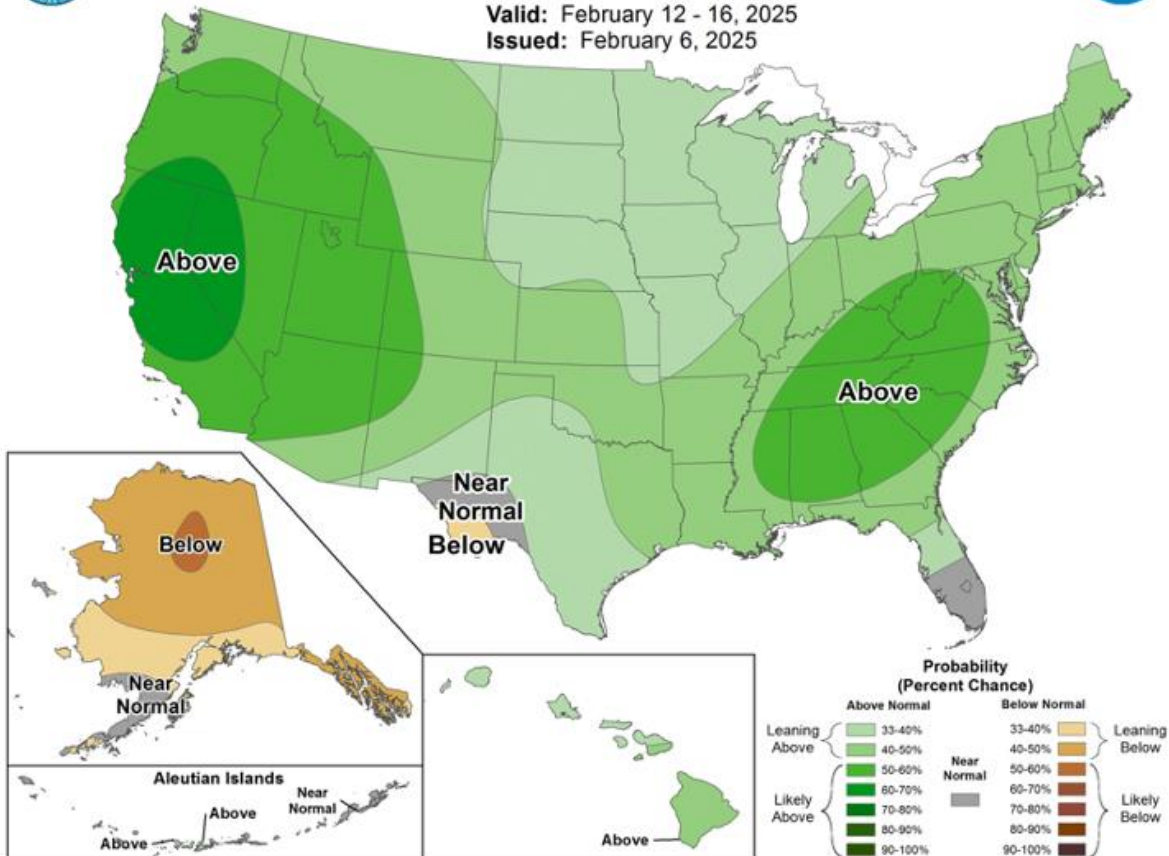 Valid: February 12 - 16, 2025
Issued: February 6, 2025
Above
Above
Near
Normal
Below
Below
Near
Normal
Aleutian Islands
Near
Normal
Above
Above
Above
Probability
(Percent Chance)
Above Normal
Below Normal
Leaning
Above
33-40%
40-50%
Likely
Above
50-60%
60-70%
70-80%
80-90%
90-100%
Near
Normal
33-40%
40-50%
Leaning
Below
50-60%
60-70%
70-80%
80-90%
90-100%
Likely
Below